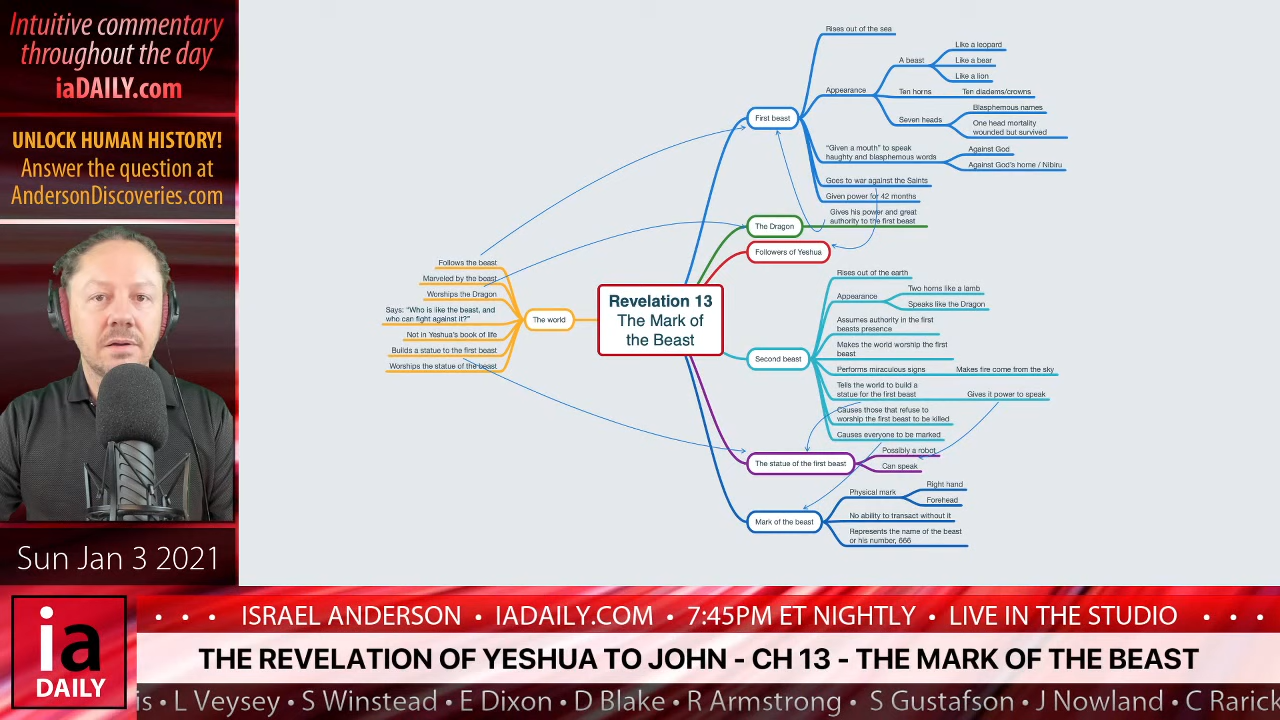 Intuitive commentary
throughout the day
iaDAILY.com
UNLOCK HUMAN HISTORY!
Answer the question at
AndersonDiscoveries.com
Sun Jan 3 2021
Revelation 13
The Mark of
the Beast
The world
Follows the beast
Marveled by the beast
Worships the Dragon
Says: "Who is like the beast, and
who can fight against it?"
Not in Yeshua's book of life
Builds a statue to the first beast
Worships the statue of the beast
First beast
Rises out of the sea
Appearance
A beast
Like a leopard
Like a bear
Like a lion
Ten horns
Ten diadems/crowns
Seven heads
Blasphemous names
One head mortality
wounded but survived
"Given a mouth" to speak
haughty and blasphemous words
Against God
Against God's home / Nibiru
Goes to war against the Saints
Given power for 42 months
The Dragon
Gives his power and great
authority to the first beast
Followers of Yeshua
Second beast
Rises out of the earth
Appearance
Two horns like a lamb
Speaks like the Dragon
Assumes authority in the first
beasts presence
Makes the world worship the first
beast
Performs miraculous signs
Makes fire come from the sky
Tells the world to build a
statue for the first beast
Gives it power to speak
Causes those that refuse to
worship the first beast to be killed
Causes everyone to be marked
The statue of the first beast
Possibly a robot
Can speak
Mark of the beast
Physical mark
Right hand
Forehead
No ability to transact without it
Represents the name of the beast
or his number, 666
ia
DAILY
• • • ISRAEL ANDERSON • IADAILY.COM • 7:45PM ET NIGHTLY • LIVE IN THE STUDIO • • •
THE REVELATION OF YESHUA TO JOHN - CH 13 - THE MARK OF THE BEAST
is • L Veysey • S Winstead • E Dixon • D Blake • R Armstrong • S Gustafson • J Nowland • C Rarick